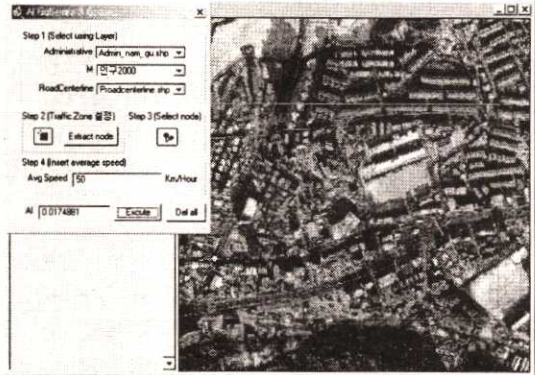 Step 1 (Select using Layer)
Administrative Admin_nam_gu.shp
M 인구2000
RoadCenterline Proadcenterline.shp
Step 2 (Traffic Zone 설정) Step 3 (Select node)
Extract node
Step 4 (Insert average speed)
Avg Speed 50 Km/Hour
AI 0.0174881 Excute Del all